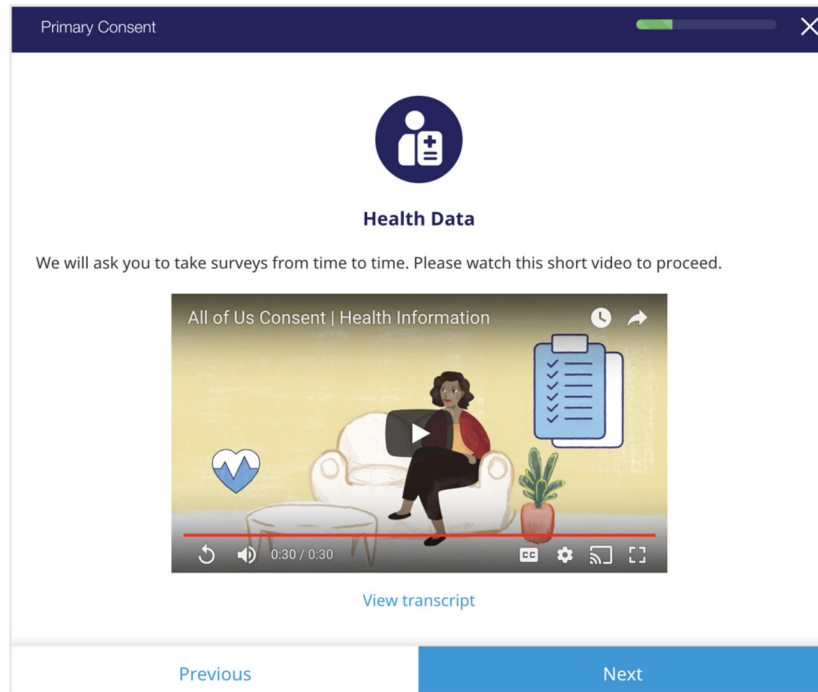 Primary Consent
Health Data
We will ask you to take surveys from time to time. Please watch this short video to proceed.
All of Us Consent | Health Information
0:30 / 0:30
CC
View transcript
Previous
Next